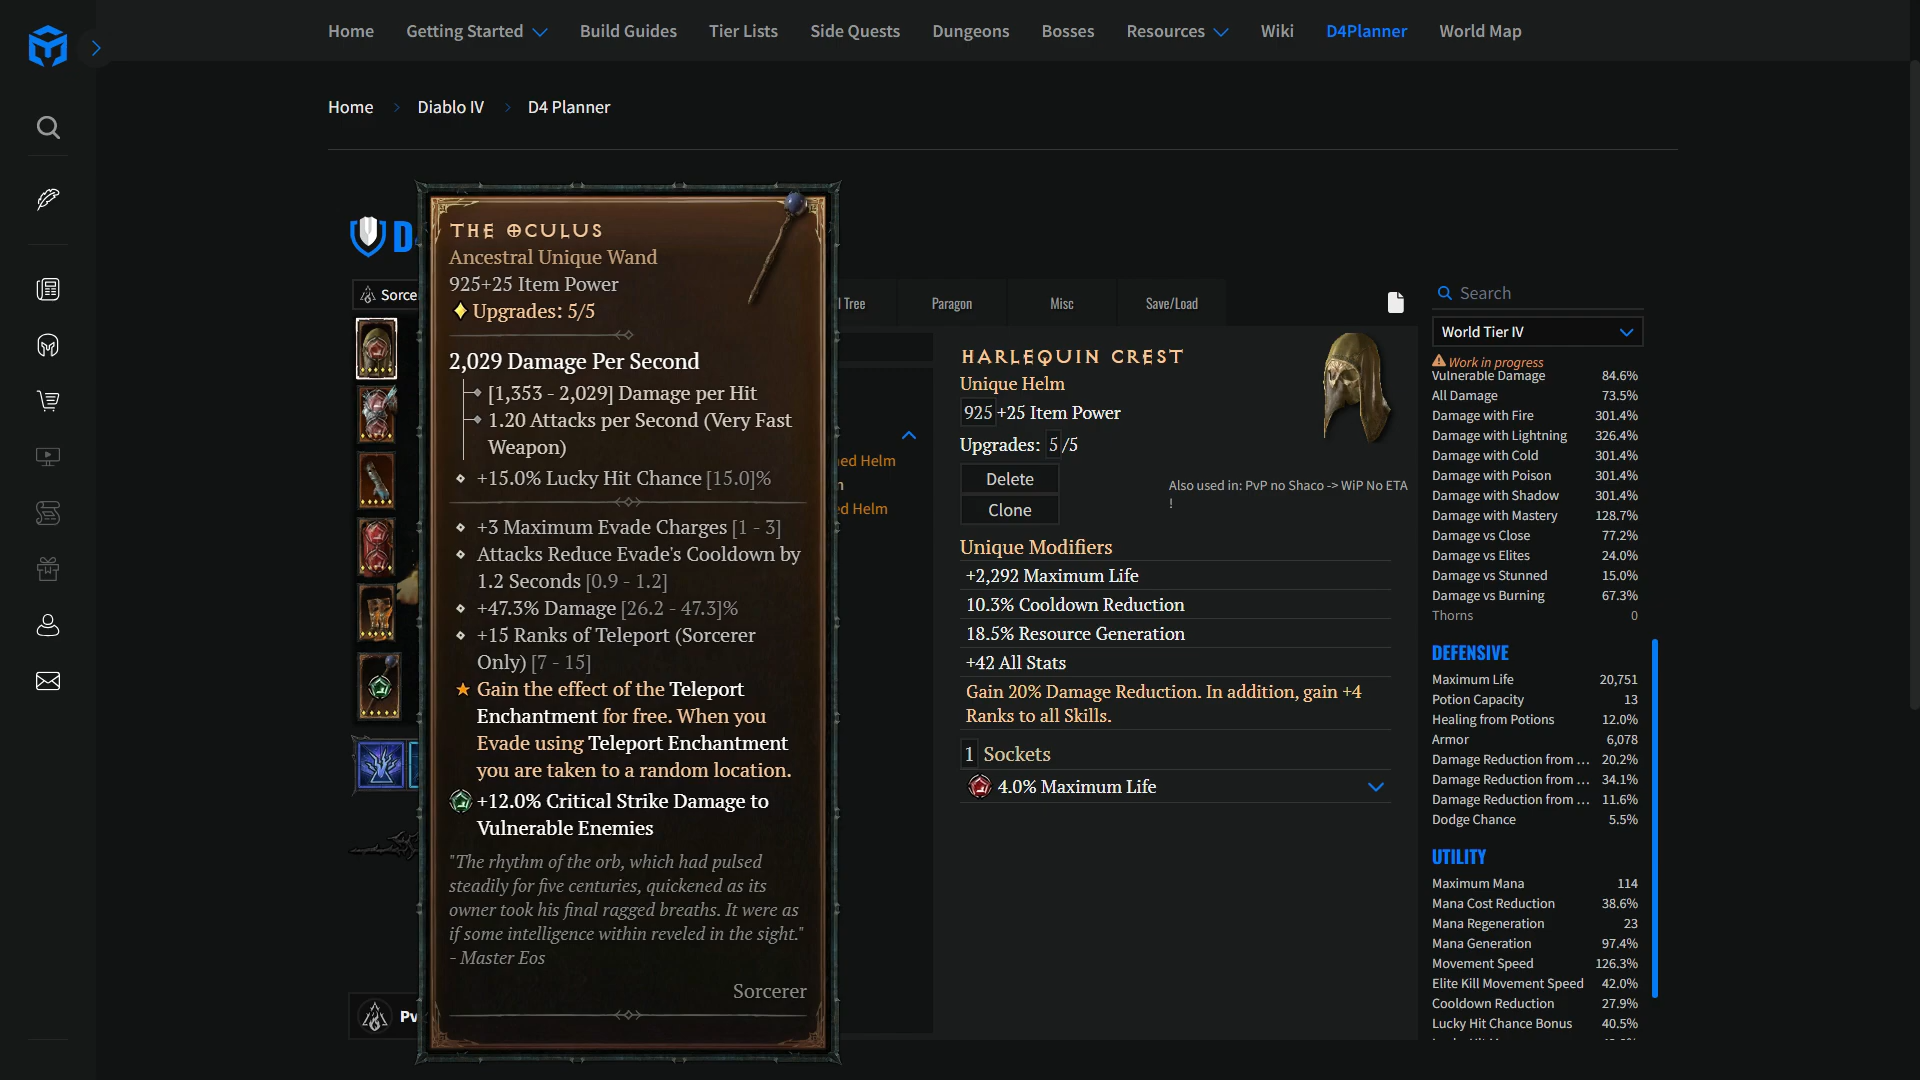 Home
Getting Started
Build Guides
Tier Lists
Side Quests
Dungeons
Bosses
Resources
Wiki
D4Planner
World Map
Home > Diablo IV > D4 Planner
D
THE OCULUS
Ancestral Unique Wand
925+25 Item Power
Upgrades: 5/5
2,029 Damage Per Second
[1,353 - 2,029] Damage per Hit
1.20 Attacks per Second (Very Fast
Weapon)
+15.0% Lucky Hit Chance [15.0]%
+3 Maximum Evade Charges [1 - 3]
Attacks Reduce Evade's Cooldown by
1.2 Seconds [0.9 - 1.2]
+47.3% Damage [26.2 - 47.3]%
+15 Ranks of Teleport (Sorcerer
Only) [7 - 15]
Gain the effect of the Teleport
Enchantment for free. When you
Evade using Teleport Enchantment
you are taken to a random location.
+12.0% Critical Strike Damage to
Vulnerable Enemies
"The rhythm of the orb, which had pulsed
steadily for five centuries, quickened as its
owner took his final ragged breaths. It were as
if some intelligence within reveled in the sight."
- Master Eos
Sorcerer
Sorce
Pv
l Tree
Paragon
Misc
Save/Load
ed Helm
n
d Helm
HARLEQUIN CREST
Unique Helm
925 +25 Item Power
Upgrades: 5 /5
Delete
Clone
Also used in: PvP no Shaco -> WiP No ETA
!
Unique Modifiers
+2,292 Maximum Life
10.3% Cooldown Reduction
18.5% Resource Generation
+42 All Stats
Gain 20% Damage Reduction. In addition, gain +4
Ranks to all Skills.
1 Sockets
4.0% Maximum Life
Search
World Tier IV
Work in progress
Vulnerable Damage 84.6%
All Damage 73.5%
Damage with Fire 301.4%
Damage with Lightning 326.4%
Damage with Cold 301.4%
Damage with Poison 301.4%
Damage with Shadow 301.4%
Damage with Mastery 128.7%
Damage vs Close 77.2%
Damage vs Elites 24.0%
Damage vs Stunned 15.0%
Damage vs Burning 67.3%
Thorns 0
DEFENSIVE
Maximum Life 20,751
Potion Capacity 13
Healing from Potions 12.0%
Armor 6,078
Damage Reduction from ... 20.2%
Damage Reduction from ... 34.1%
Damage Reduction from ... 11.6%
Dodge Chance 5.5%
UTILITY
Maximum Mana 114
Mana Cost Reduction 38.6%
Mana Regeneration 23
Mana Generation 97.4%
Movement Speed 126.3%
Elite Kill Movement Speed 42.0%
Cooldown Reduction 27.9%
Lucky Hit Chance Bonus 40.5%